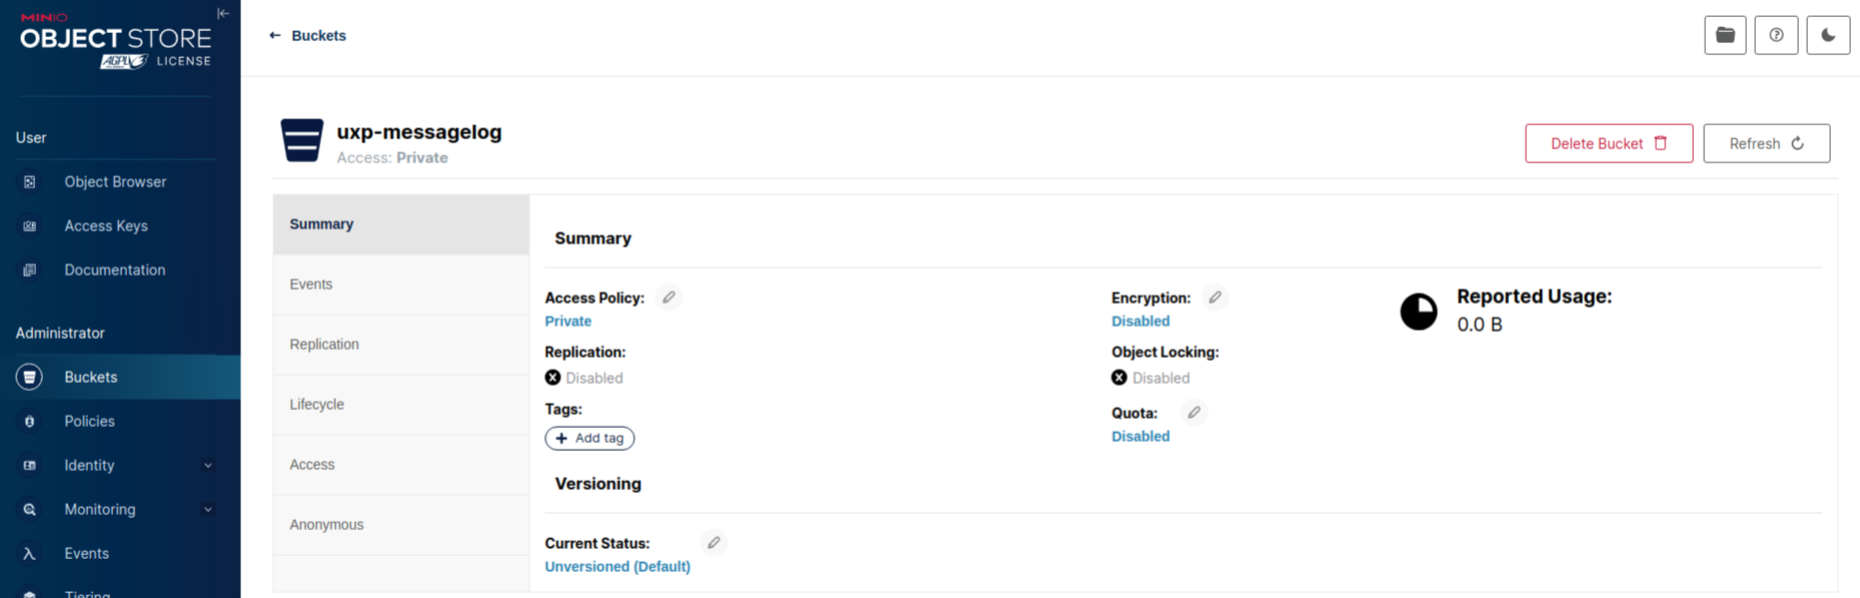 MINIO
OBJECT STORE
AGPLv3 LICENSE
User
Object Browser
Access Keys
Documentation
Administrator
Buckets
Policies
Identity
Monitoring
Events
Tiering
← Buckets
uxp-messagelog
Access: Private
Delete Bucket
Refresh
Summary
Events
Replication
Lifecycle
Access
Anonymous
Summary
Access Policy:
Private
Replication:
Disabled
Tags:
+ Add tag
Encryption:
Disabled
Object Locking:
Disabled
Quota:
Disabled
Reported Usage:
0.0 B
Versioning
Current Status:
Unversioned (Default)